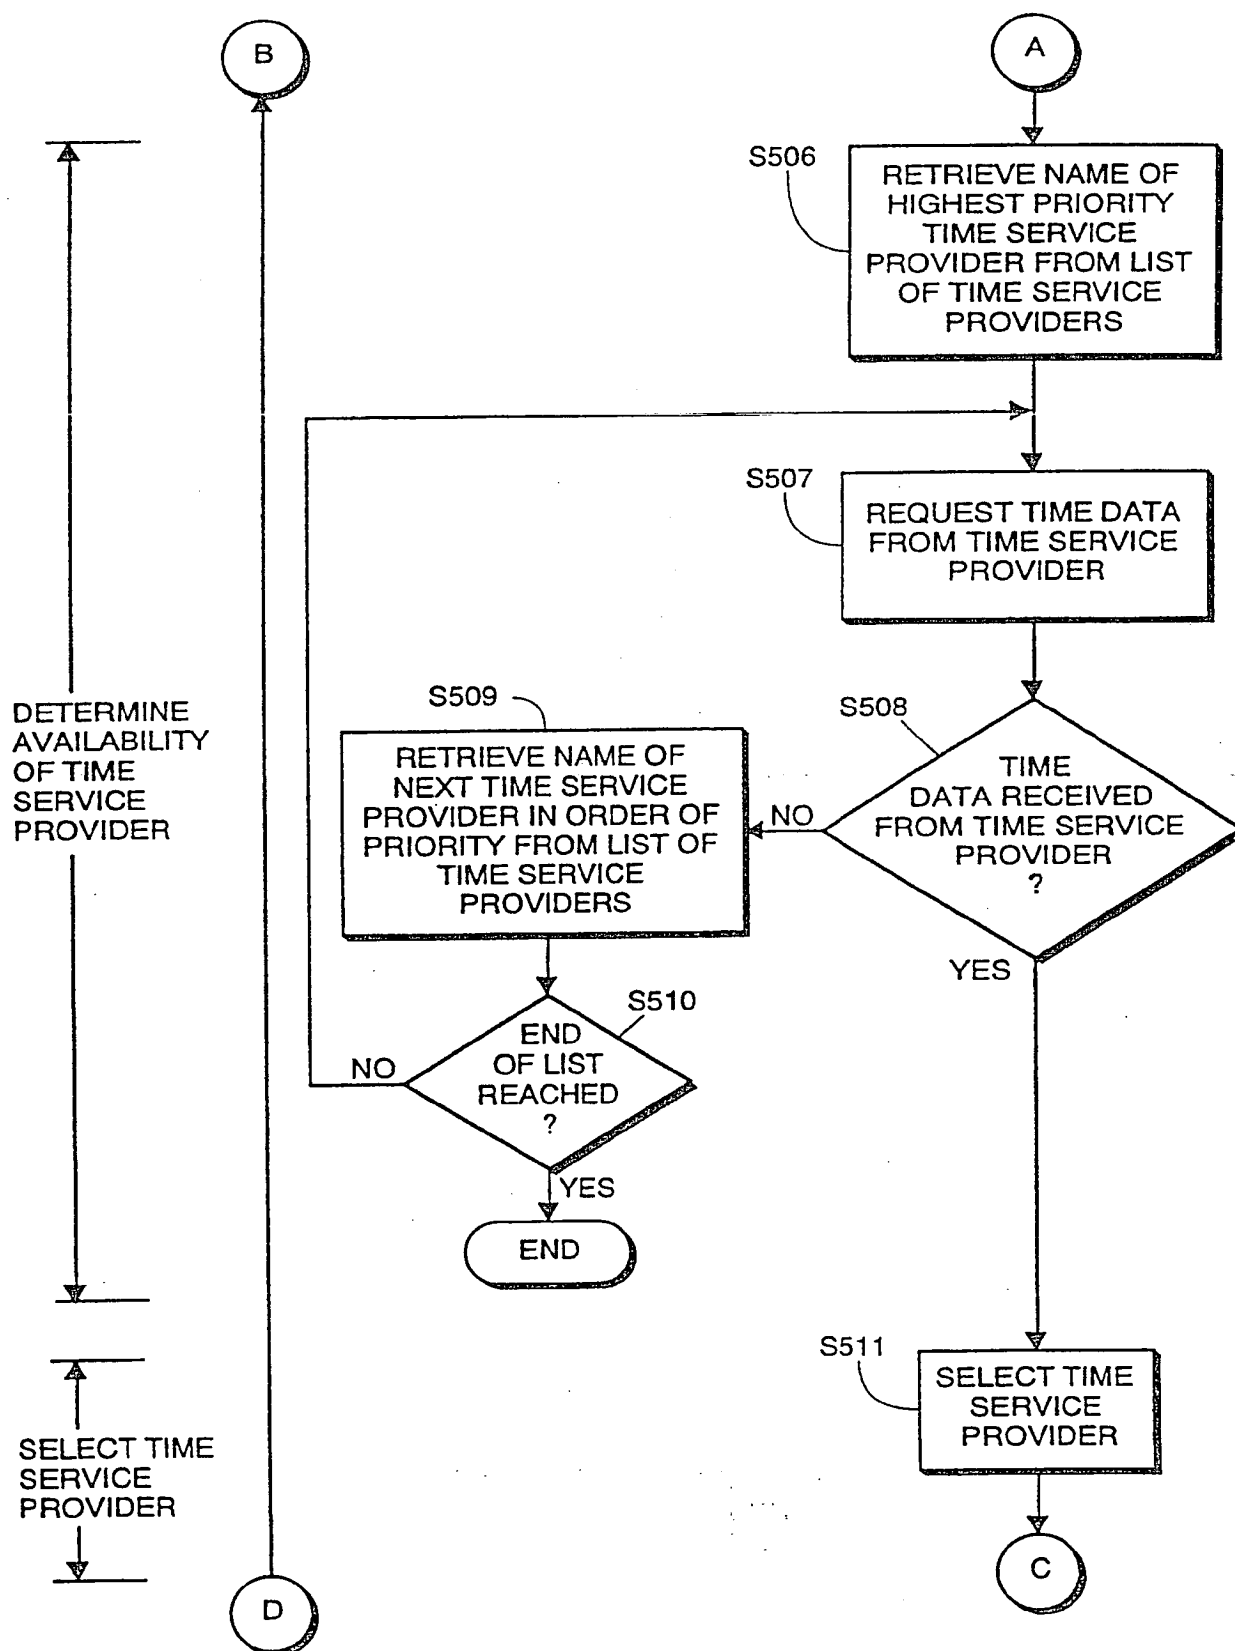 B
A
S506
RETRIEVE NAME OF
HIGHEST PRIORITY
TIME SERVICE
PROVIDER FROM LIST
OF TIME SERVICE
PROVIDERS
S507
REQUEST TIME DATA
FROM TIME SERVICE
PROVIDER
DETERMINE
AVAILABILITY
OF TIME
SERVICE
PROVIDER
S509
RETRIEVE NAME OF
NEXT TIME SERVICE
PROVIDER IN ORDER OF
PRIORITY FROM LIST OF
TIME SERVICE
PROVIDERS
S508
TIME
DATA RECEIVED
FROM TIME SERVICE
PROVIDER
?
NO
YES
S510
END
OF LIST
REACHED
?
NO
YES
END
S511
SELECT TIME
SERVICE
PROVIDER
SELECT TIME
SERVICE
PROVIDER
D
C